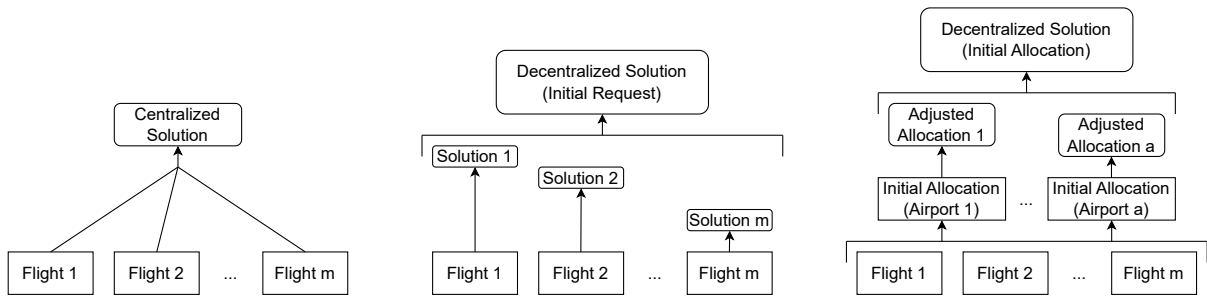 Centralized
Solution
Flight 1
Flight 2
...
Flight m
Decentralized Solution
(Initial Request)
Solution 1
Solution 2
Solution m
Flight 1
Flight 2
...
Flight m
Decentralized Solution
(Initial Allocation)
Adjusted
Allocation 1
Adjusted
Allocation a
Initial Allocation
(Airport 1)
...
Initial Allocation
(Airport a)
Flight 1
Flight 2
...
Flight m